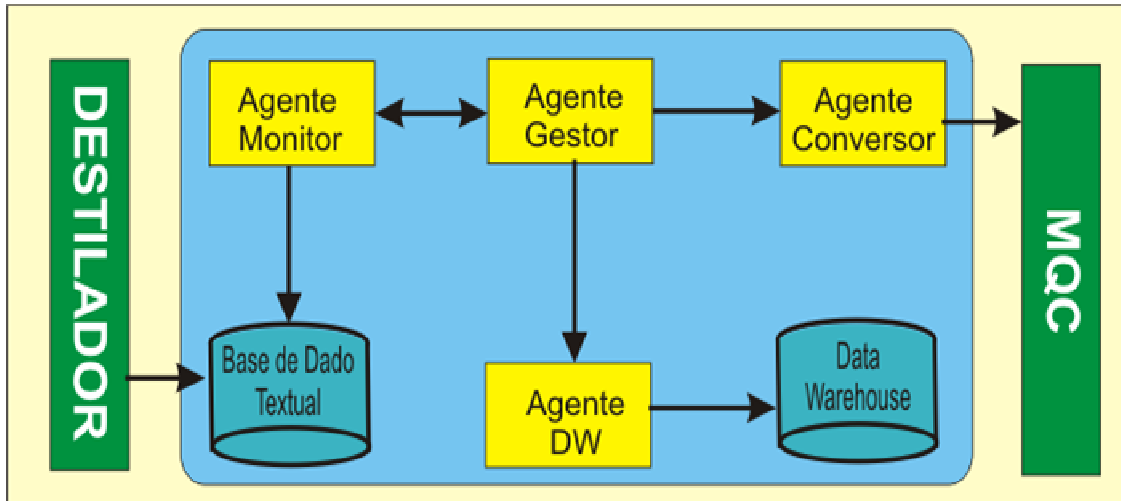 DESTILADOR
Agente
Monitor
Agente
Gestor
Agente
Conversor
MQC
Base de Dado
Textual
Agente
DW
Data
Warehouse